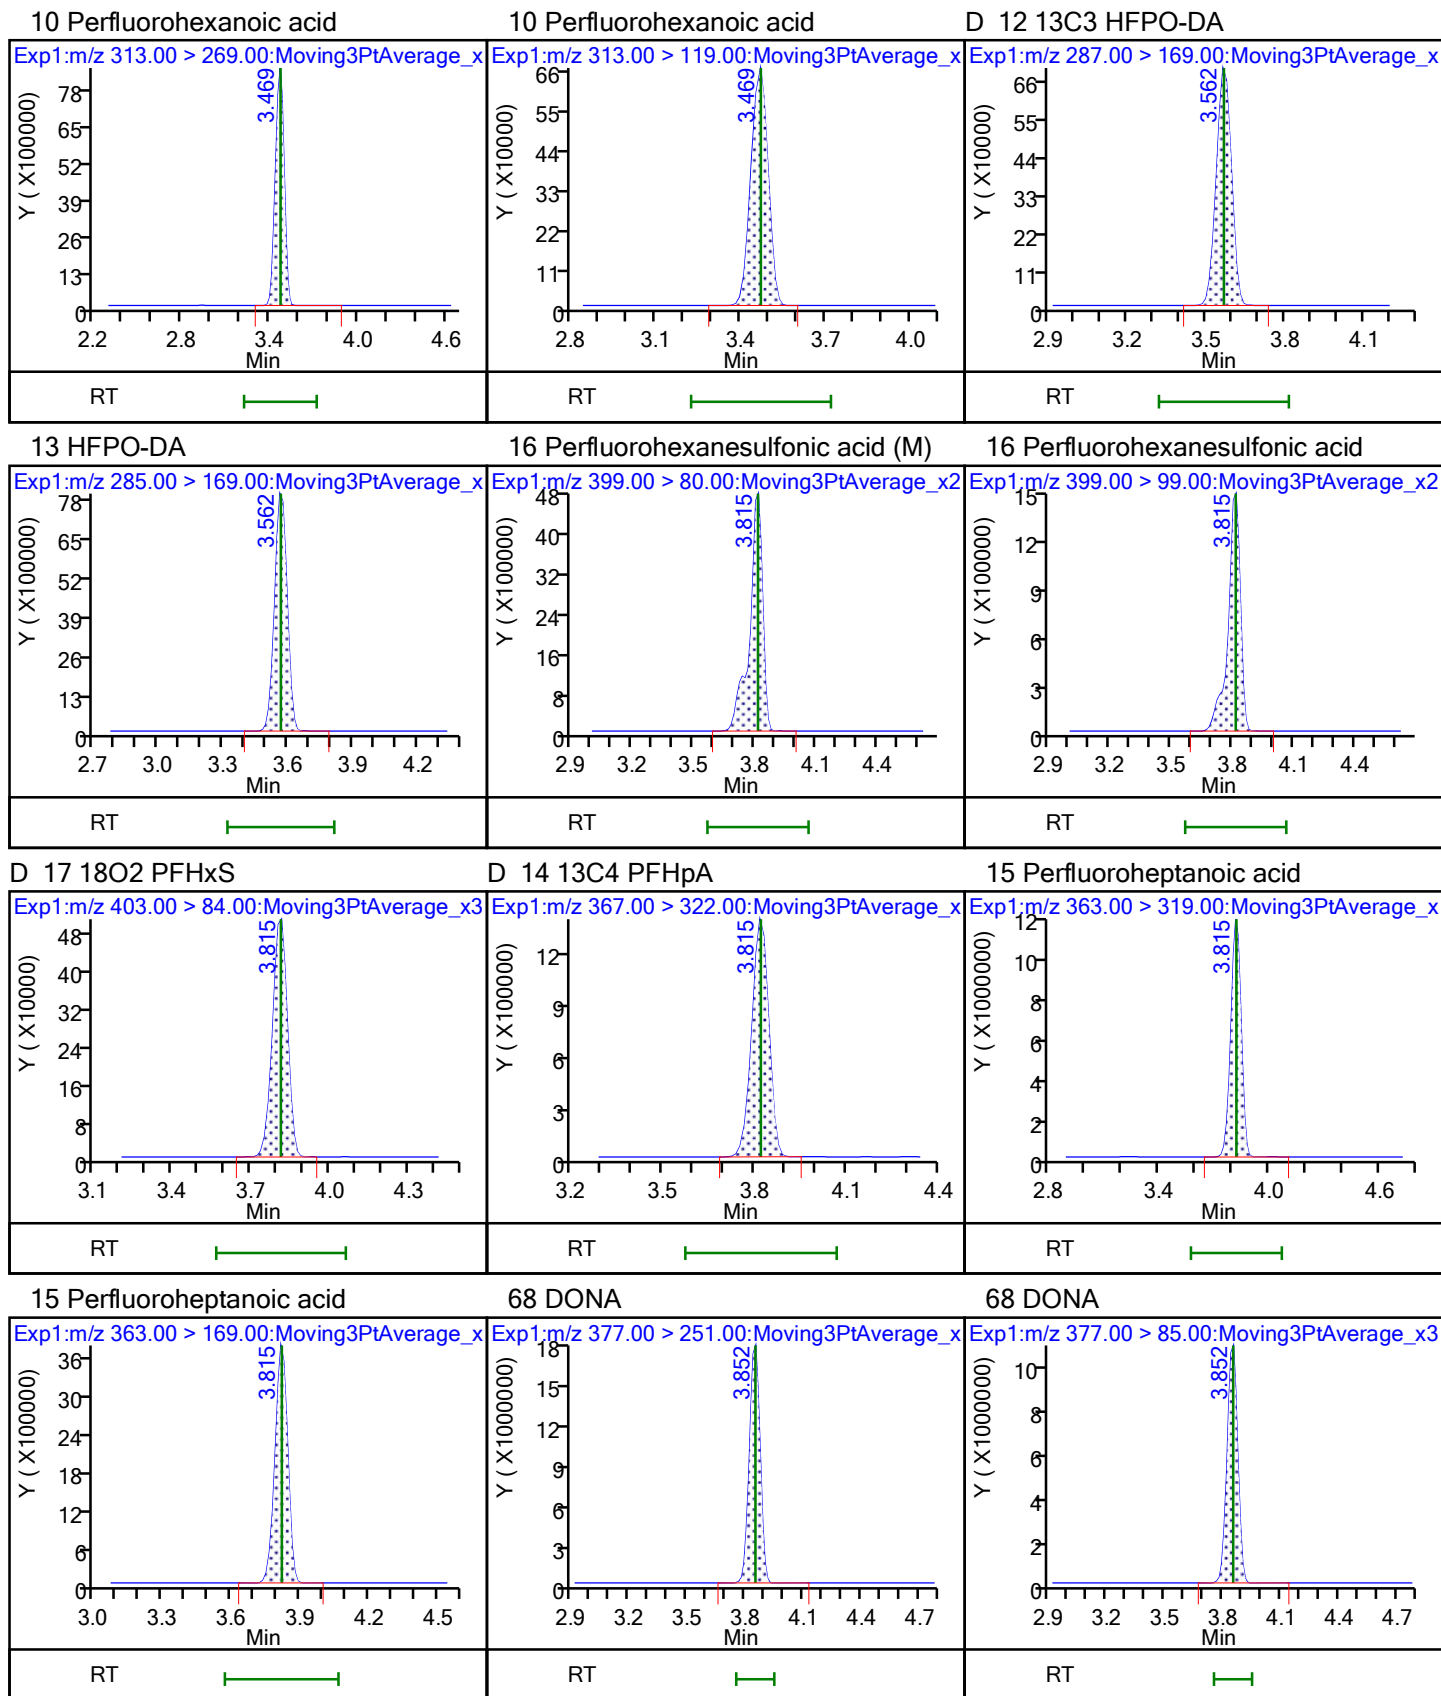 10 Perfluorohexanoic acid
Exp1:m/z 313.00 > 269.00:Moving3PtAverage_x
Y ( X100000)
78
65
52
39
26
13
0
3.469
2.2 2.8 3.4 4.0 4.6
Min
RT
10 Perfluorohexanoic acid
Exp1:m/z 313.00 > 119.00:Moving3PtAverage_x
Y ( X100000)
66
55
44
33
22
11
0
3.469
2.8 3.1 3.4 3.7 4.0
Min
RT
D 12 13C3 HFPO-DA
Exp1:m/z 287.00 > 169.00:Moving3PtAverage_x
Y ( X100000)
66
55
44
33
22
11
0
3.562
2.9 3.2 3.5 3.8 4.1
Min
RT
13 HFPO-DA
Exp1:m/z 285.00 > 169.00:Moving3PtAverage_x
Y ( X100000)
78
65
52
39
26
13
0
3.562
2.7 3.0 3.3 3.6 3.9 4.2
Min
RT
16 Perfluorohexanesulfonic acid (M)
Exp1:m/z 399.00 > 80.00:Moving3PtAverage_x2
Y ( X100000)
48
40
32
24
16
8
0
3.815
2.9 3.2 3.5 3.8 4.1 4.4
Min
RT
16 Perfluorohexanesulfonic acid
Exp1:m/z 399.00 > 99.00:Moving3PtAverage_x2
Y ( X100000)
15
12
9
6
3
0
3.815
2.9 3.2 3.5 3.8 4.1 4.4
Min
RT
D 17 18O2 PFHxS
Exp1:m/z 403.00 > 84.00:Moving3PtAverage_x3
Y ( X100000)
48
40
32
24
16
8
0
3.815
3.1 3.4 3.7 4.0 4.3
Min
RT
D 14 13C4 PFHpA
Exp1:m/z 367.00 > 322.00:Moving3PtAverage_x
Y ( X1000000)
12
9
6
3
0
3.815
3.2 3.5 3.8 4.1 4.4
Min
RT
15 Perfluoroheptanoic acid
Exp1:m/z 363.00 > 319.00:Moving3PtAverage_x
Y ( X1000000)
12
10
8
6
4
2
0
3.815
2.8 3.4 4.0 4.6
Min
RT
15 Perfluoroheptanoic acid
Exp1:m/z 363.00 > 169.00:Moving3PtAverage_x
Y ( X100000)
36
30
24
18
12
6
0
3.815
3.0 3.3 3.6 3.9 4.2 4.5
Min
RT
68 DONA
Exp1:m/z 377.00 > 251.00:Moving3PtAverage_x
Y ( X1000000)
18
15
12
9
6
3
0
3.852
2.9 3.2 3.5 3.8 4.1 4.4 4.7
Min
RT
68 DONA
Exp1:m/z 377.00 > 85.00:Moving3PtAverage_x3
Y ( X1000000)
10
8
6
4
2
0
3.852
2.9 3.2 3.5 3.8 4.1 4.4 4.7
Min
RT